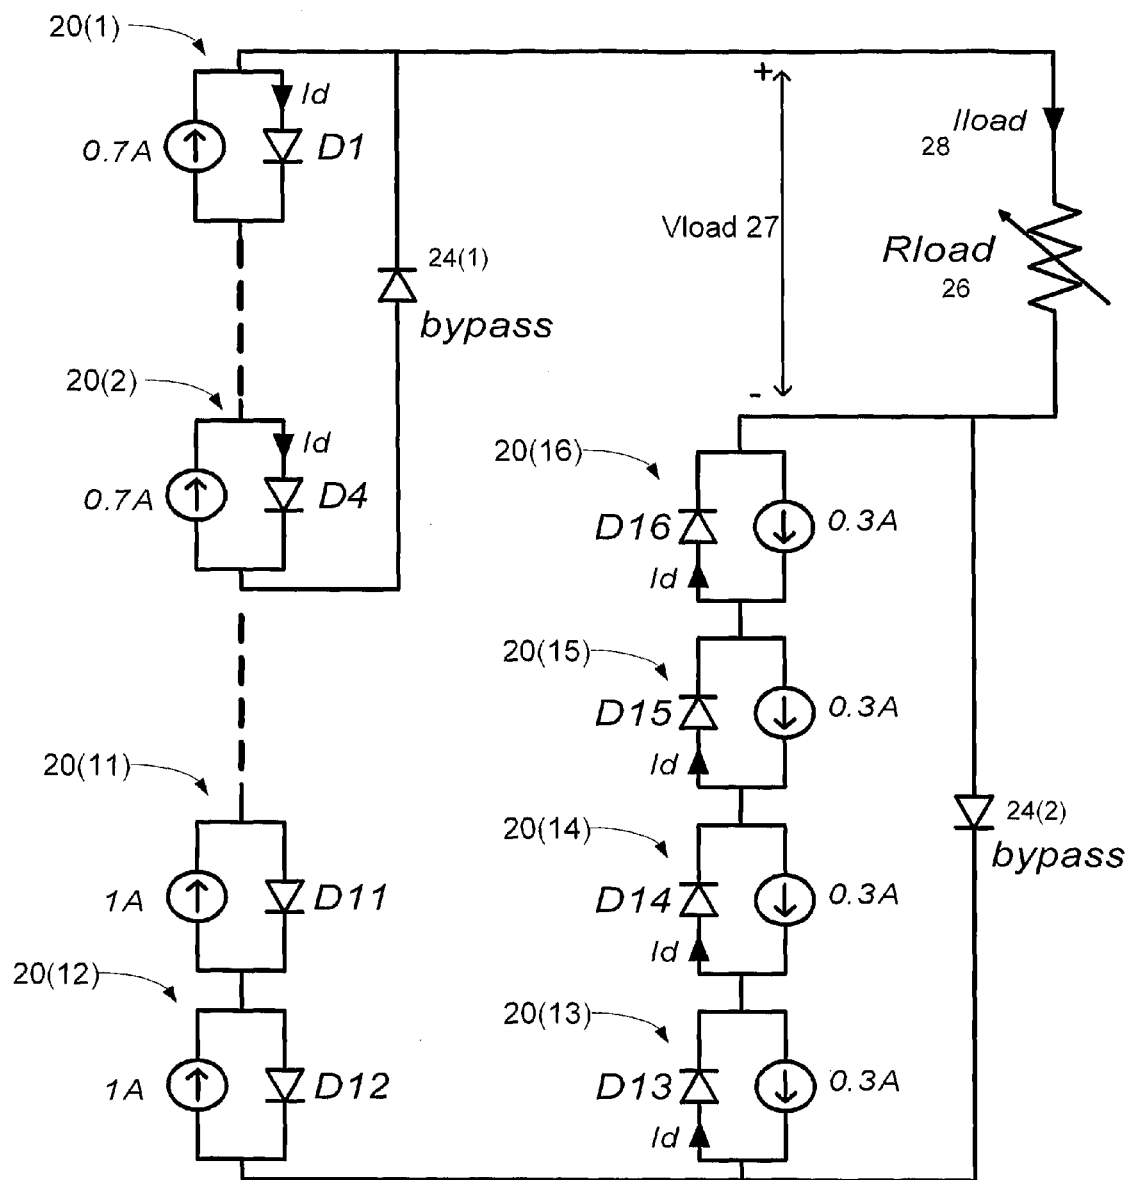 20(1)
Id
0.7A
D1
+
Iload
28
Vload 27
Rload
26
24(1)
bypass
20(2)
Id
0.7A
D4
-
20(16)
D16
0.3A
Id
20(15)
D15
0.3A
Id
20(11)
1A
D11
20(14)
D14
0.3A
Id
24(2)
bypass
20(12)
1A
D12
20(13)
D13
0.3A
Id